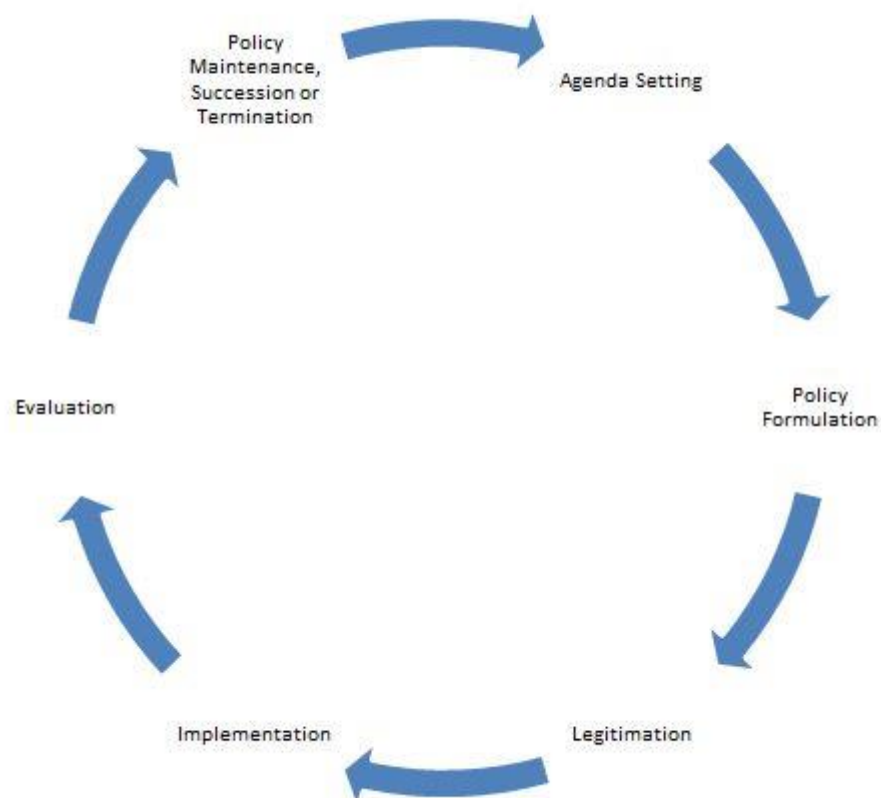 Policy
Maintenance,
Succession or
Termination
Agenda Setting
Policy
Formulation
Legitimation
Implementation
Evaluation